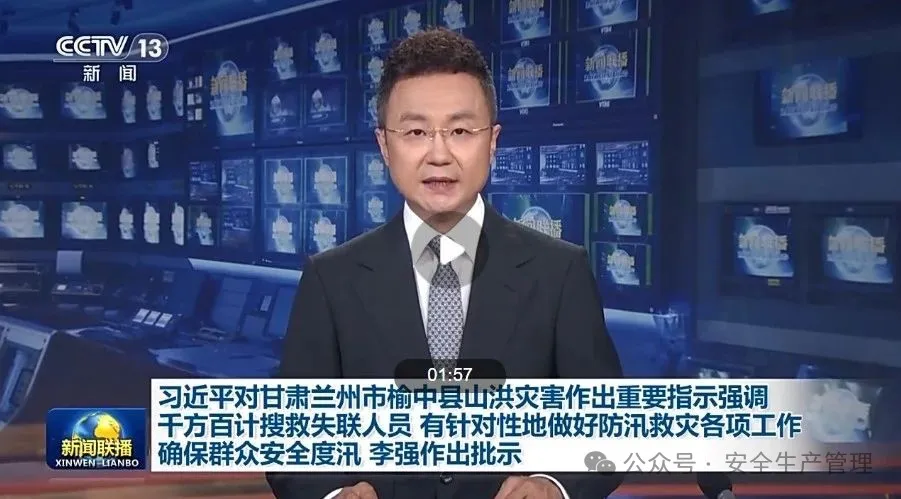 CCTV 13
新闻
01:57
习近平对甘肃兰州市榆中县山洪灾害作出重要指示强调
千方百计搜救失联人员 有针对性地做好防汛救灾各项工作
确保群众安全度汛 李强作出批示
新闻联播
XINWEN-LIANBO
公众号·安全生产管理